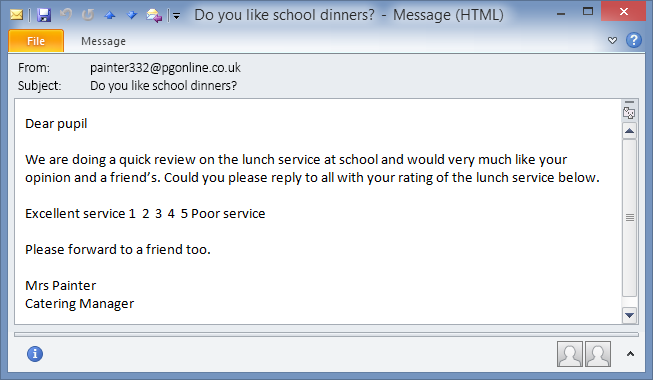 Do you like school dinners? - Message (HTML)
File Message
From: painter332@pgonline.co.uk
Subject: Do you like school dinners?
Dear pupil
We are doing a quick review on the lunch service at school and would very much like your
opinion and a friend’s. Could you please reply to all with your rating of the lunch service below.
Excellent service 1 2 3 4 5 Poor service
Please forward to a friend too.
Mrs Painter
Catering Manager